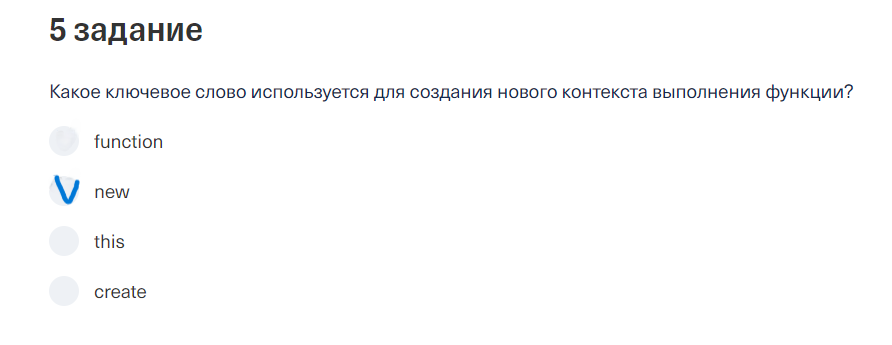 5 задание
Какое ключевое слово используется для создания нового контекста выполнения функции?
function
new
this
create